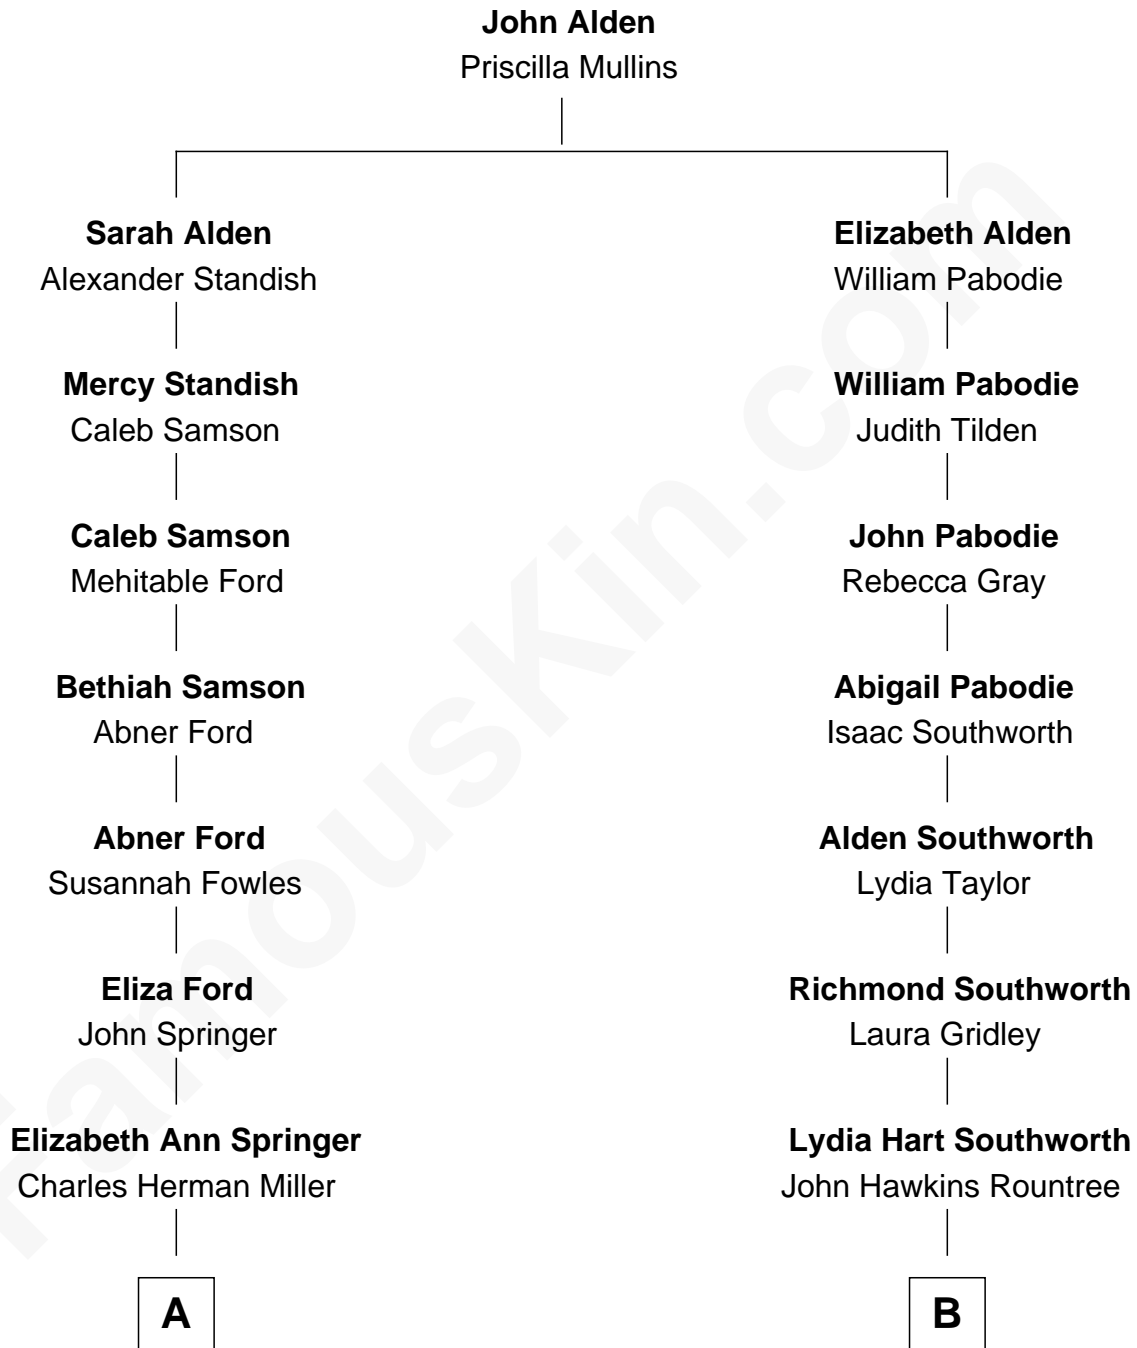 John Alden
Priscilla Mullins
Sarah Alden
Alexander Standish
Elizabeth Alden
William Pabodie
Mercy Standish
Caleb Samson
William Pabodie
Judith Tilden
Caleb Samson
Mehitable Ford
John Pabodie
Rebecca Gray
Bethiah Samson
Abner Ford
Abigail Pabodie
Isaac Southworth
Abner Ford
Susannah Fowles
Alden Southworth
Lydia Taylor
Eliza Ford
John Springer
Richmond Southworth
Laura Gridley
Elizabeth Ann Springer
Charles Herman Miller
Lydia Hart Southworth
John Hawkins Rountree
A
B
FamousKin.com